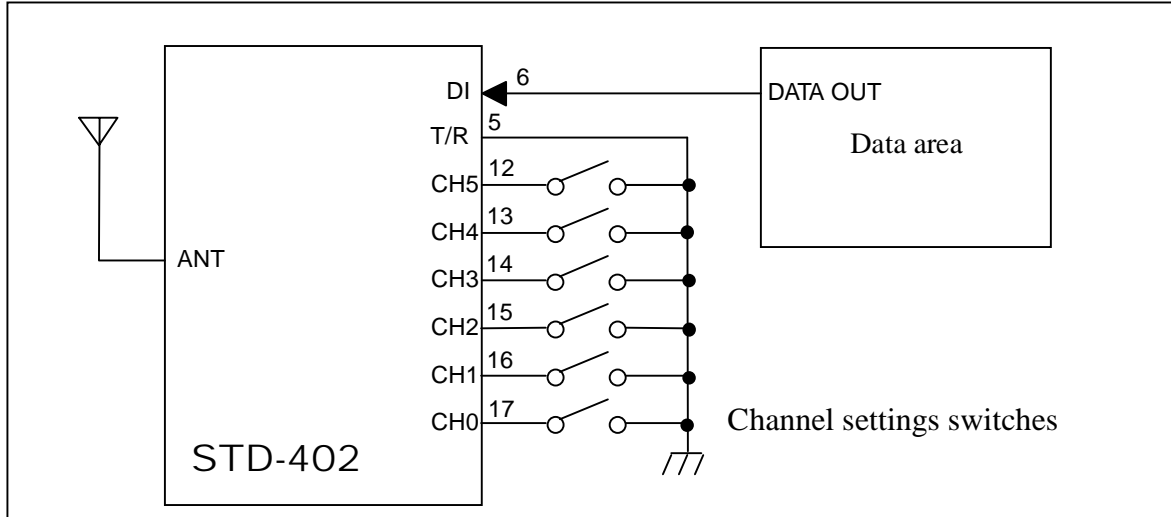 DI 6 DATA OUT
T/R 5 Data area
CH5 12
CH4 13
CH3 14
ANT
CH2 15
CH1 16
CH0 17 Channel settings switches
STD-402